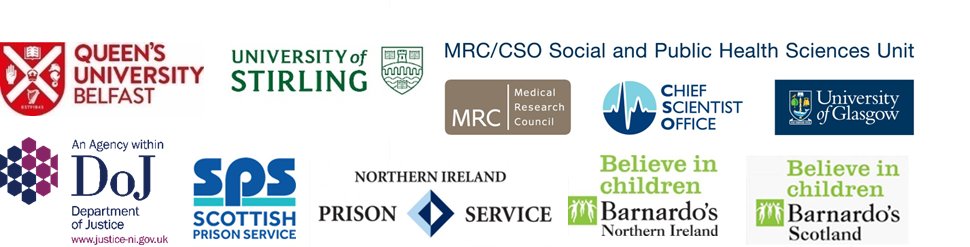 QUEEN'S
UNIVERSITY
BELFAST
UNIVERSITY of
STIRLING
MRC/CSO Social and Public Health Sciences Unit
MRC
Medical
Research
Council
CHIEF
SCIENTIST
OFFICE
University
of Glasgow
An Agency within
DoJ
Department
of Justice
www.justice-ni.gov.uk
sps
SCOTTISH
PRISON SERVICE
NORTHERN IRELAND
PRISON SERVICE
Believe in
children
Barnardo's
Northern Ireland
Believe in
children
Barnardo's
Scotland